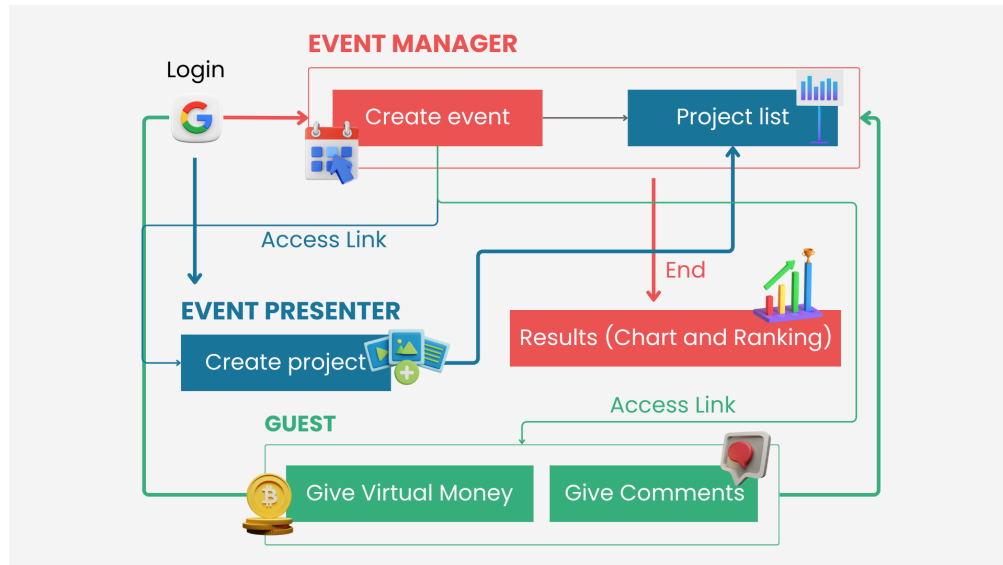 EVENT MANAGER
Login
Create event
Project list
Access Link
End
EVENT PRESENTER
Create project
Results (Chart and Ranking)
Access Link
GUEST
Give Virtual Money
Give Comments